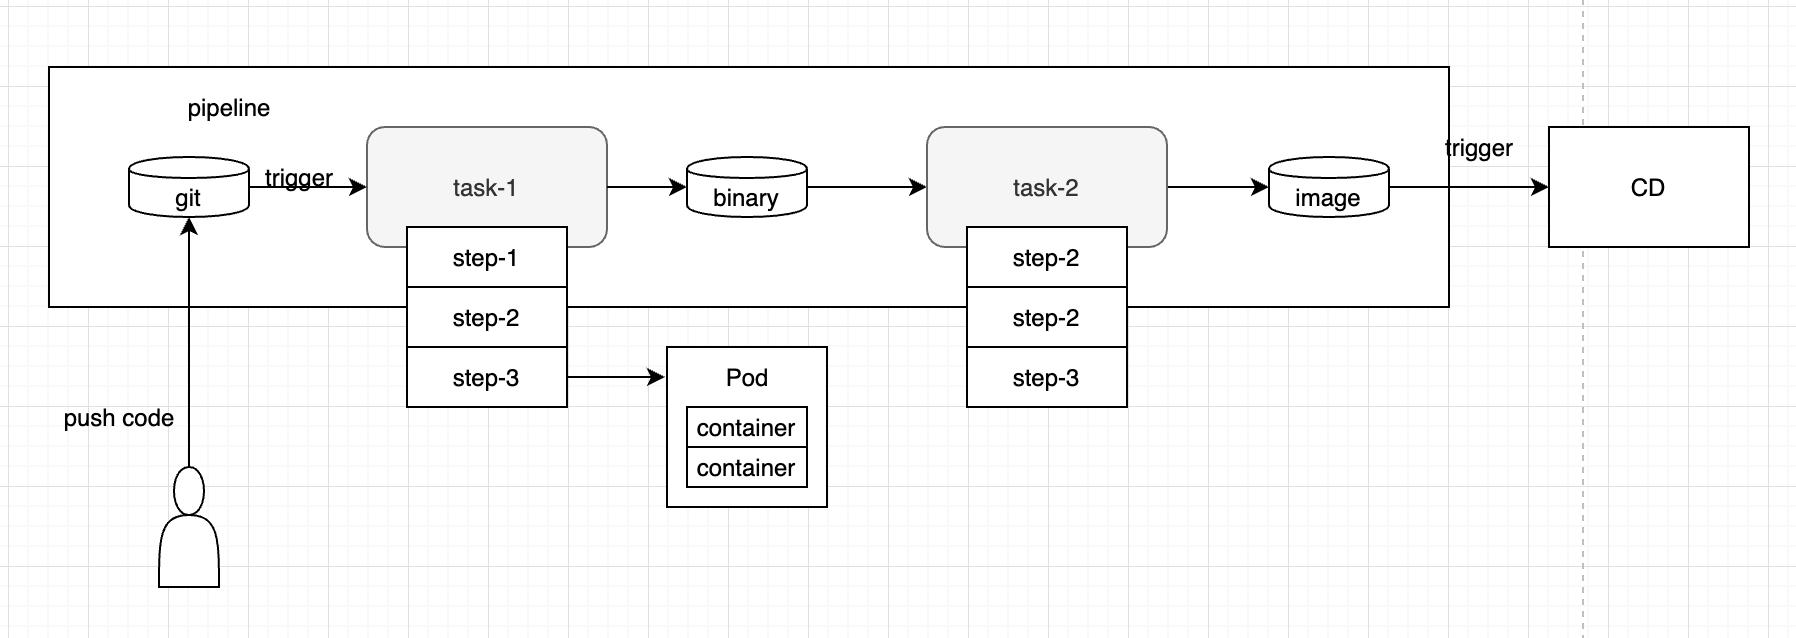 pipeline
git
trigger
task-1
step-1
step-2
step-3
binary
task-2
step-2
step-2
step-3
image
trigger
CD
Pod
container
container
push code